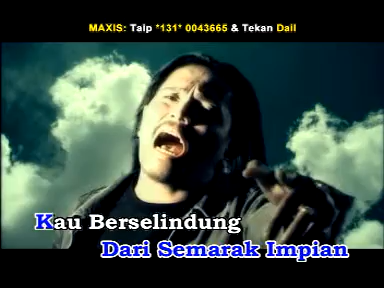 MAXIS: Taip *131* 0043665 & Tekan Dail
Kau Berselindung
Dari Semarak Impian